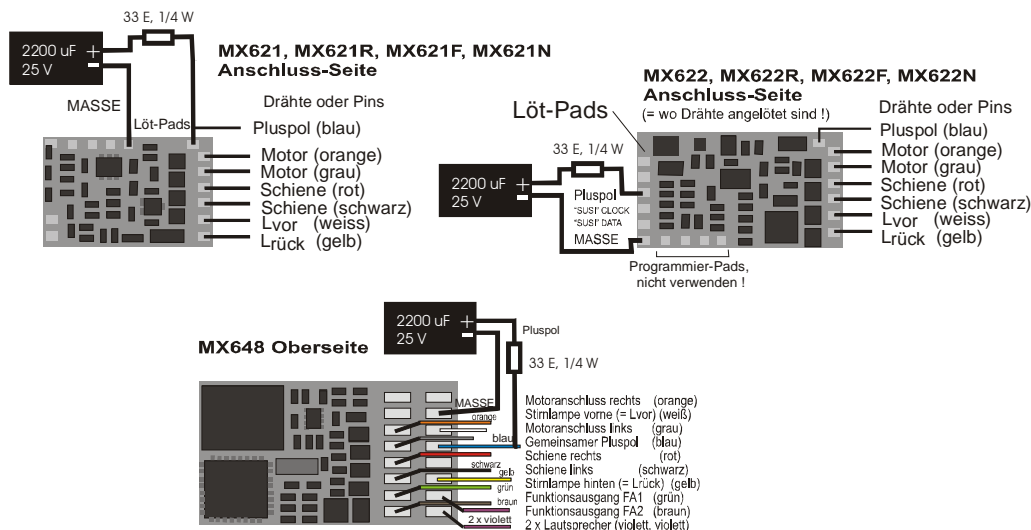 33 E, 1/4 W
2200 uF +
25 V
MASSE
MX621, MX621R, MX621F, MX621N
Anschluss-Seite
Drähte oder Pins
Löt-Pads
Pluspol (blau)
Motor (orange)
Motor (grau)
Schiene (rot)
Schiene (schwarz)
Lvor (weiss)
Lrück (gelb)
MX622, MX622R, MX622F, MX622N
Anschluss-Seite
(= wo Drähte angelötet sind !)
Drähte oder Pins
Löt-Pads
33 E, 1/4 W
2200 uF +
25 V
Pluspol
"SUSI" CLOCK
"SUSI" DATA
MASSE
Pluspol (blau)
Motor (orange)
Motor (grau)
Schiene (rot)
Schiene (schwarz)
Lvor (weiss)
Lrück (gelb)
Programmier-Pads,
nicht verwenden !
2200 uF +
25 V
Pluspol
33 E, 1/4 W
MX648 Oberseite
MASSE
orange
blau
schwarz
gelb
grün
braun
2 x violett
Motoranschluss rechts (orange)
Stirnlampe vorne (= Lvor) (weiß)
Motoranschluss links (grau)
Gemeinsamer Pluspol (blau)
Schiene rechts (rot)
Schiene links (schwarz)
Stirnlampe hinten (= Lrück) (gelb)
Funktionsausgang FA1 (grün)
Funktionsausgang FA2 (braun)
2 x Lautsprecher (violett, violett)